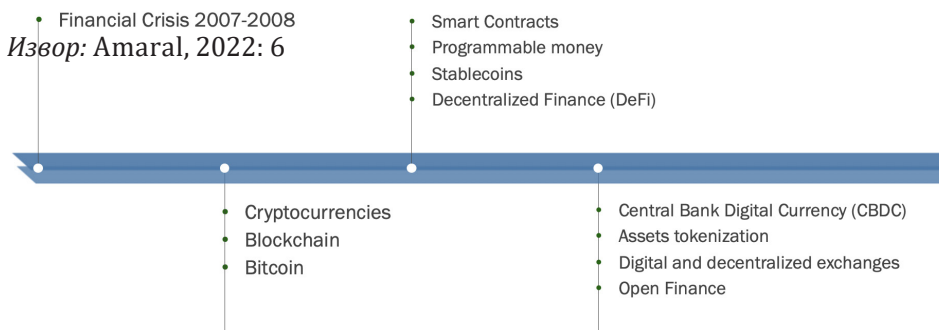 Financial Crisis 2007-2008
Извор: Amaral, 2022: 6
Smart Contracts
Programmable money
Stablecoins
Decentralized Finance (DeFi)
Cryptocurrencies
Blockchain
Bitcoin
Central Bank Digital Currency (CBDC)
Assets tokenization
Digital and decentralized exchanges
Open Finance